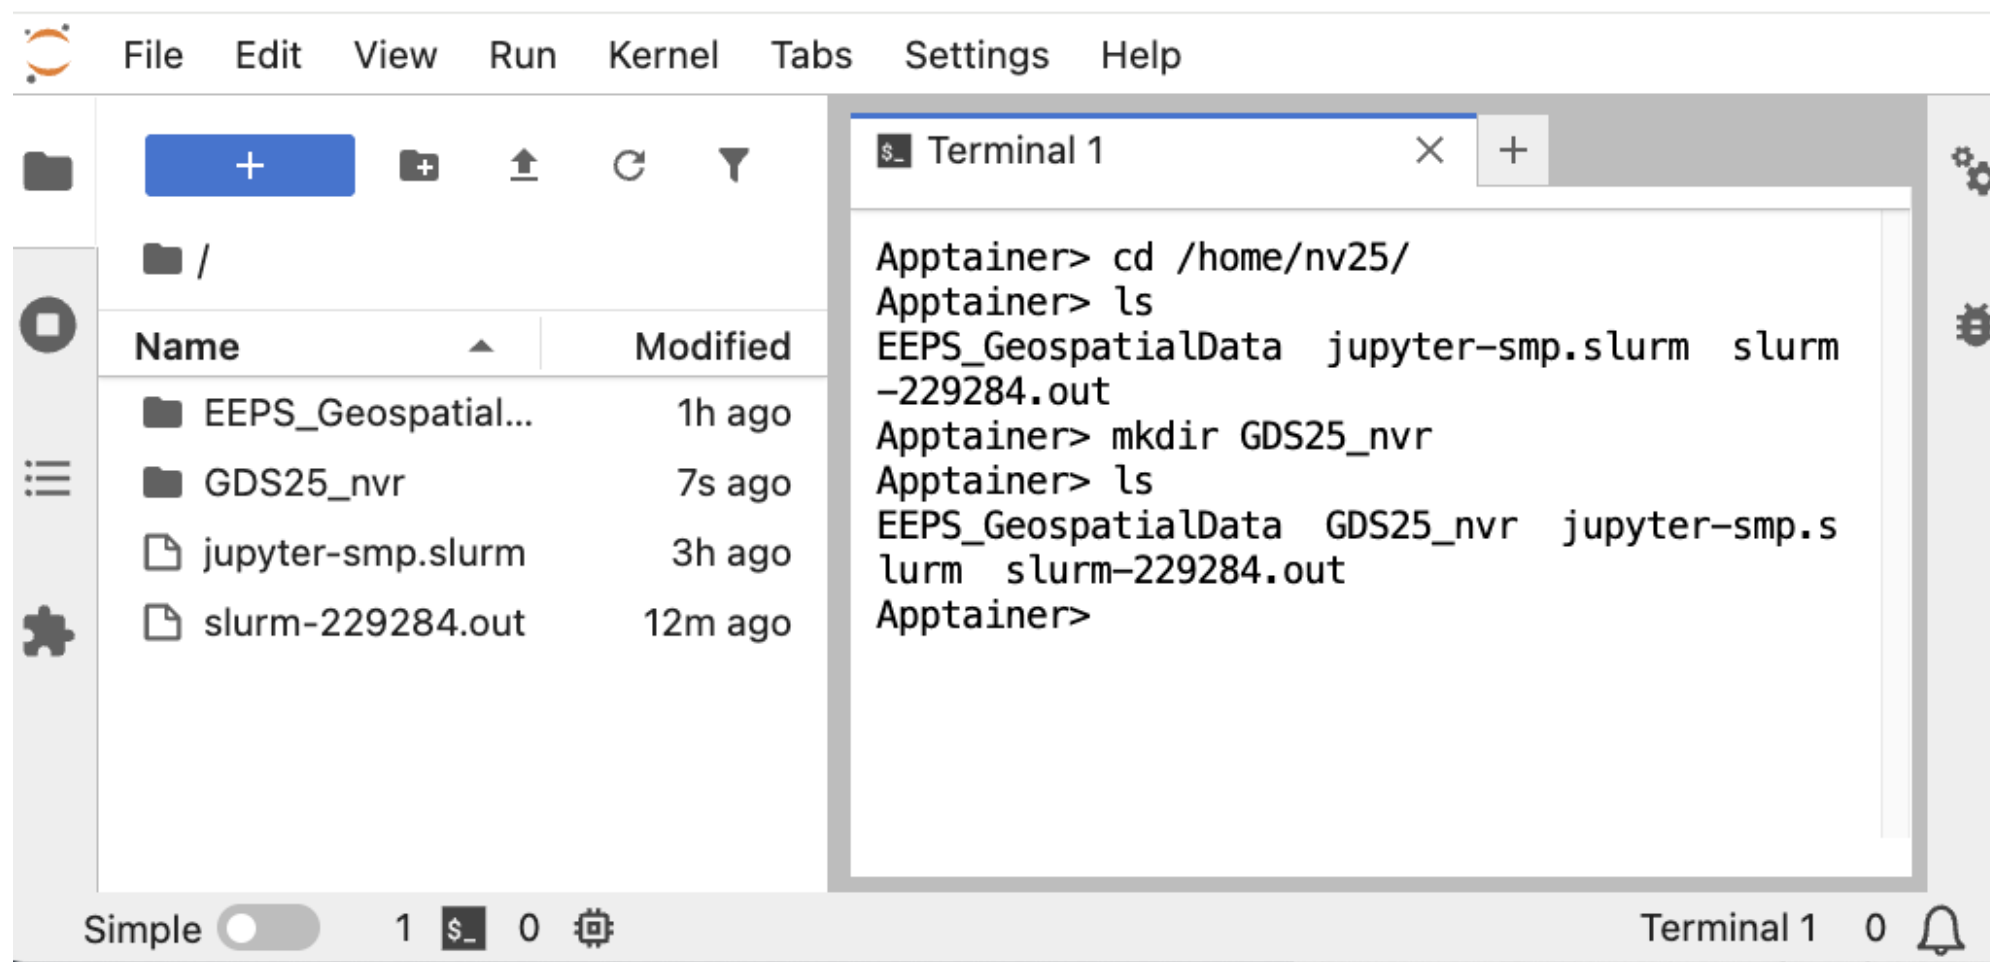 File Edit View Run Kernel Tabs Settings Help
+
/
Name Modified
EEPS_Geospatial... 1h ago
GDS25_nvr 7s ago
jupyter-smp.slurm 3h ago
slurm-229284.out 12m ago
$_ Terminal 1 × +
Apptainer> cd /home/nv25/
Apptainer> ls
EEPS_GeospatialData jupyter-smp.slurm slurm
-229284.out
Apptainer> mkdir GDS25_nvr
Apptainer> ls
EEPS_GeospatialData GDS25_nvr jupyter-smp.s
lurm slurm-229284.out
Apptainer>
Simple 1 $_ 0 Terminal 1 0